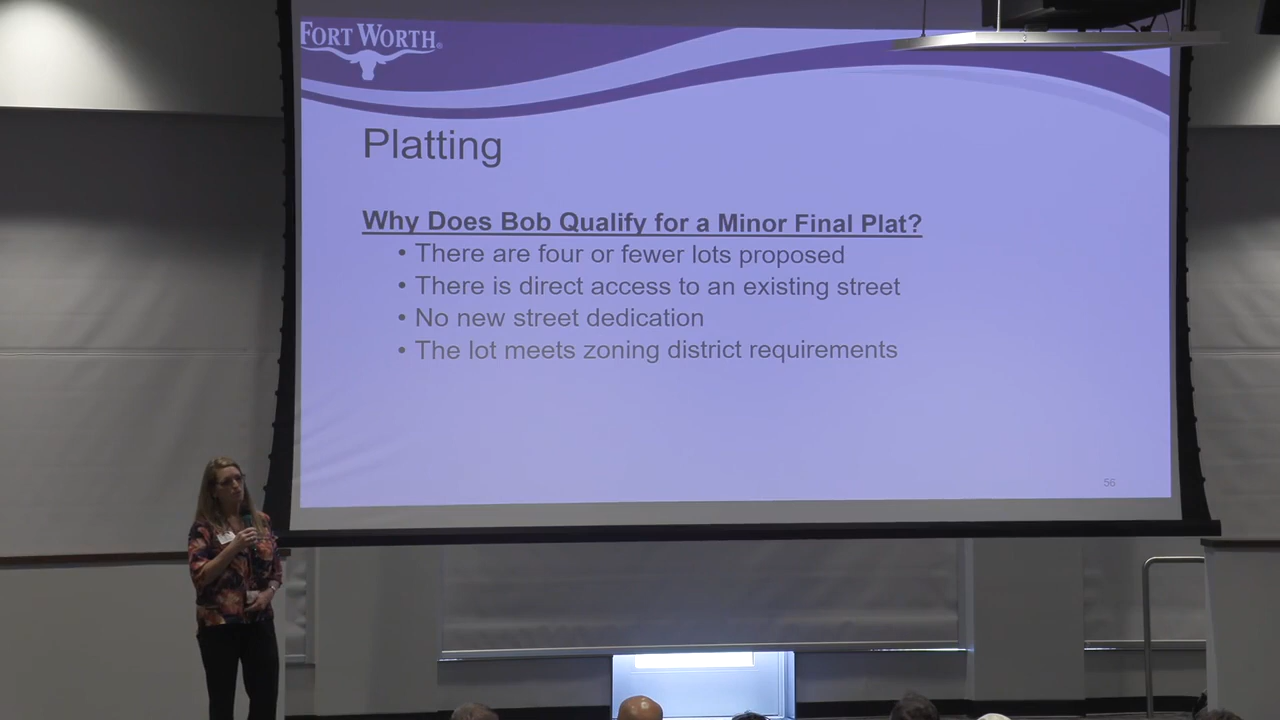 FORT WORTH®
Platting
Why Does Bob Qualify for a Minor Final Plat?
• There are four or fewer lots proposed
• There is direct access to an existing street
• No new street dedication
• The lot meets zoning district requirements
56